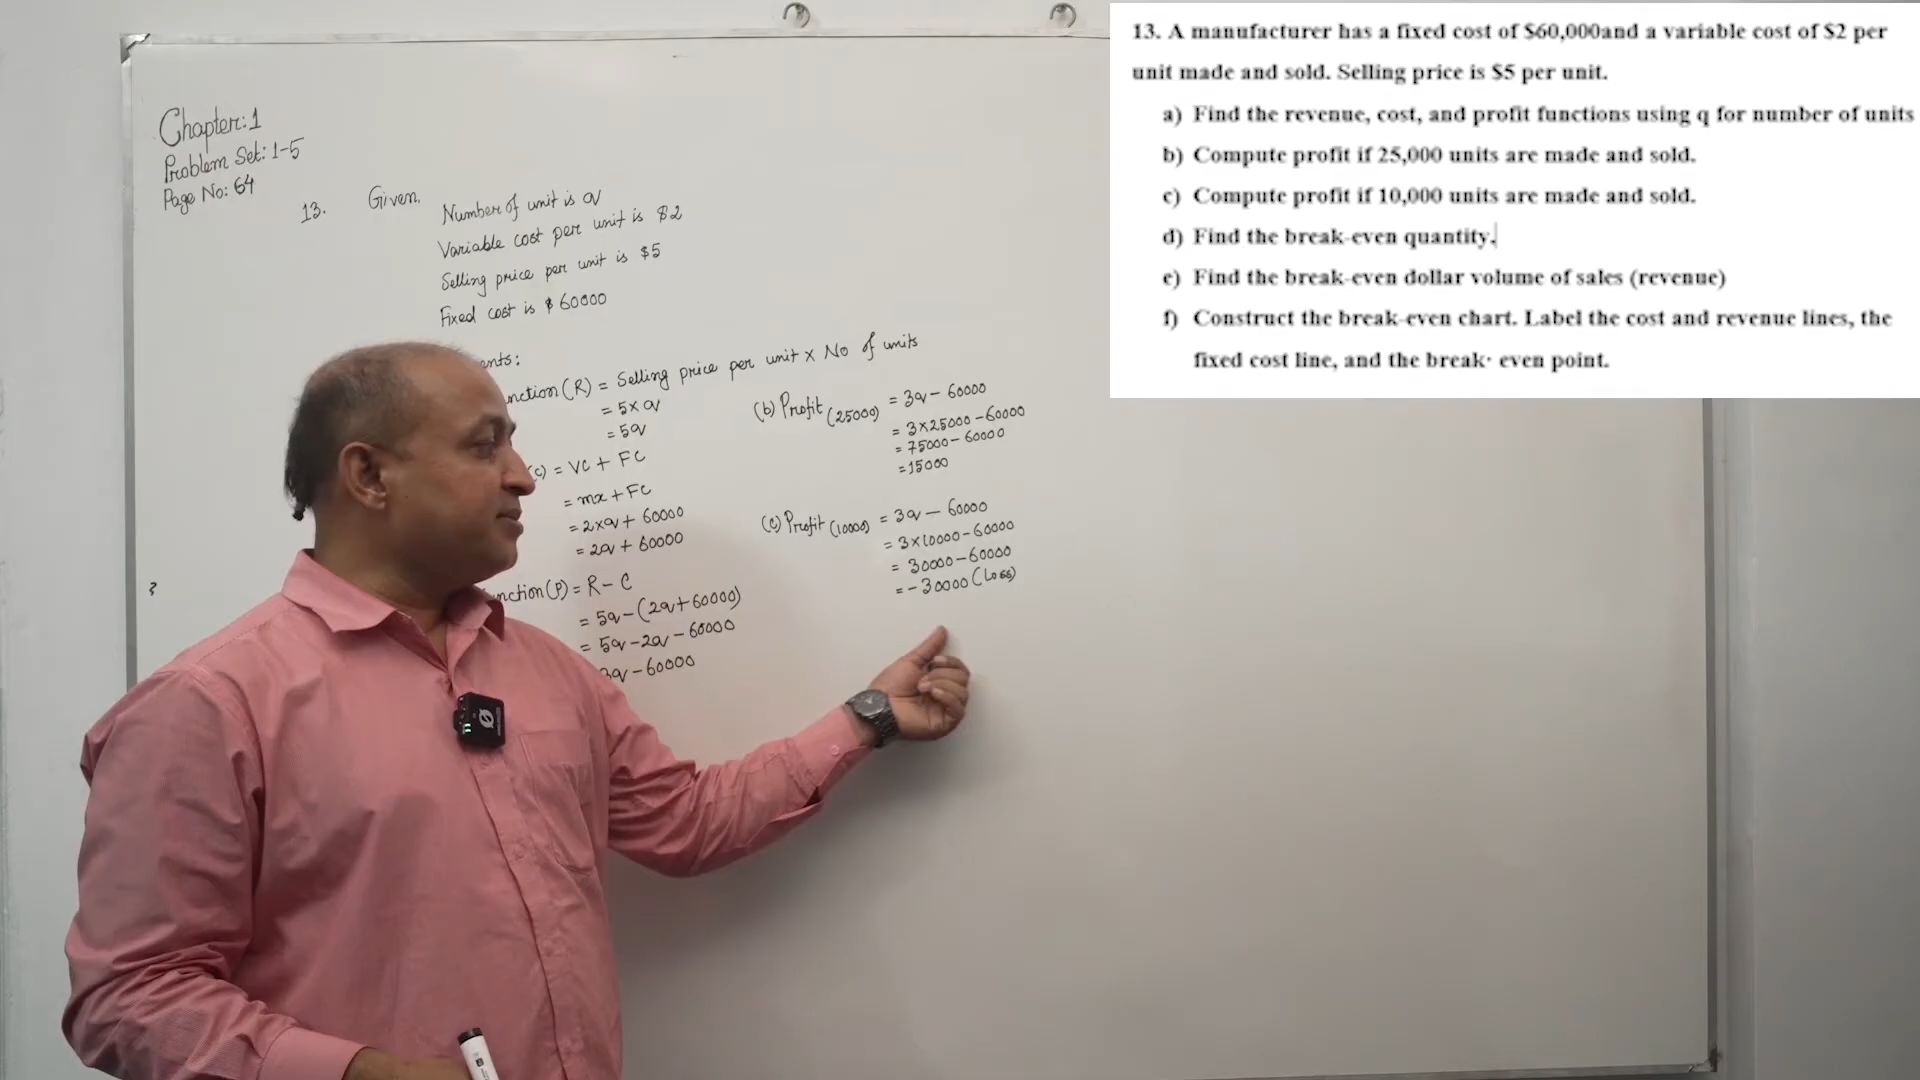 Chapter:1
Problem Set: 1-5
Page No: 64
13. Given,
Number of unit is q
Variable cost per unit is $2
Selling price per unit is $5
Fixed cost is $ 60000
ents:
nction (R) = Selling price per unit × No of units
= 5×q
= 5q
(c) = VC + FC
= mx + FC
= 2×q + 60000
= 2q + 60000
nction (P) = R - C
= 5q - (2q + 60000)
= 5q - 2q - 60000
3q - 60000
(b) Profit (25000) = 3q - 60000
= 3×25000 - 60000
= 75000 - 60000
= 15000
(c) Profit (10000) = 3q - 60000
= 3×10000 - 60000
= 30000 - 60000
= -30000 (Loss)
13. A manufacturer has a fixed cost of $60,000and a variable cost of $2 per
unit made and sold. Selling price is $5 per unit.
a) Find the revenue, cost, and profit functions using q for number of units
b) Compute profit if 25,000 units are made and sold.
c) Compute profit if 10,000 units are made and sold.
d) Find the break-even quantity.
e) Find the break-even dollar volume of sales (revenue)
f) Construct the break-even chart. Label the cost and revenue lines, the
fixed cost line, and the break- even point.